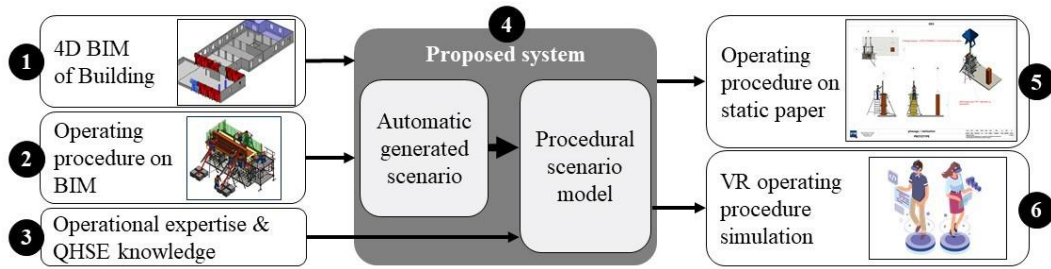 1
4D BIM
of Building
2
Operating
procedure on
BIM
3
Operational expertise &
QHSE knowledge
4
Proposed system
Automatic
generated
scenario
Procedural
scenario
model
Operating
procedure on
static paper
5
VR operating
procedure
simulation
6